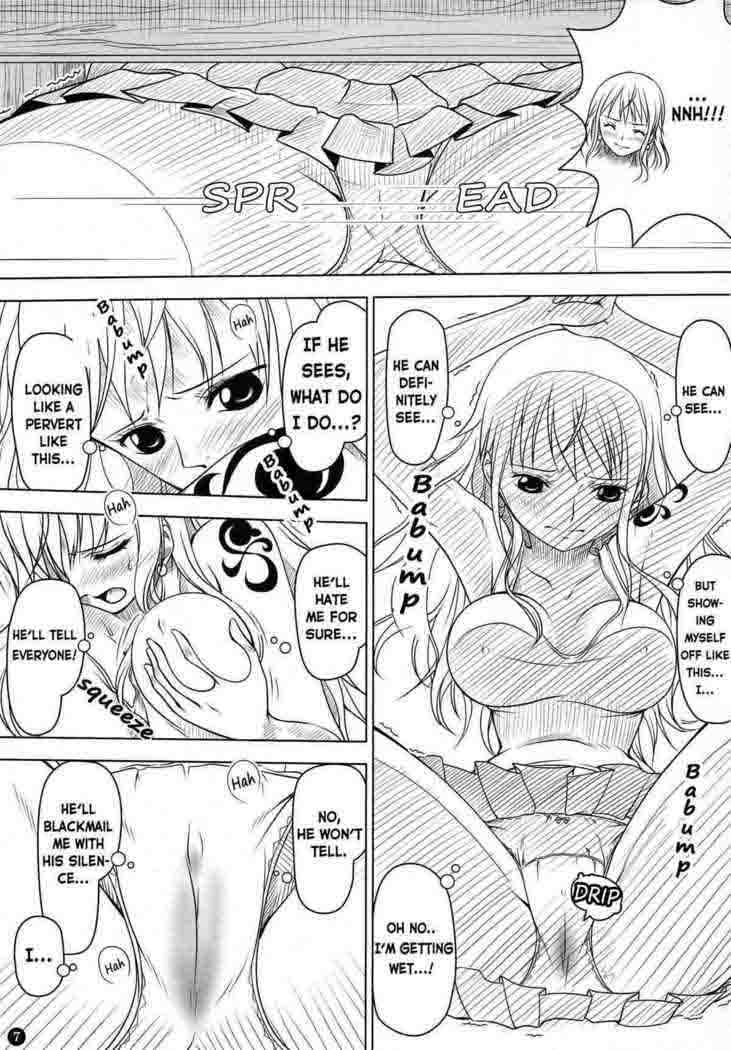 ...
NNH!!!
SPR EAD
HE CAN
SEE...
HE CAN
DEFI-
NITELY
SEE...
Babump
BUT
SHOW-
ING
MYSELF
OFF LIKE
THIS...
I...
Babump
DRIP
OH NO..
I'M GETTING
WET...!
Hah
IF HE
SEES,
WHAT DO
I DO...?
Babump
LOOKING
LIKE A
PERVERT
LIKE
THIS...
Babump
Hah
HE'LL
HATE
ME FOR
SURE...
HE'LL TELL
EVERYONE!
squeeze
Hah
NO,
HE WON'T
TELL.
HE'LL
BLACKMAIL
ME WITH
HIS SILEN-
CE...
I...
Hah
7